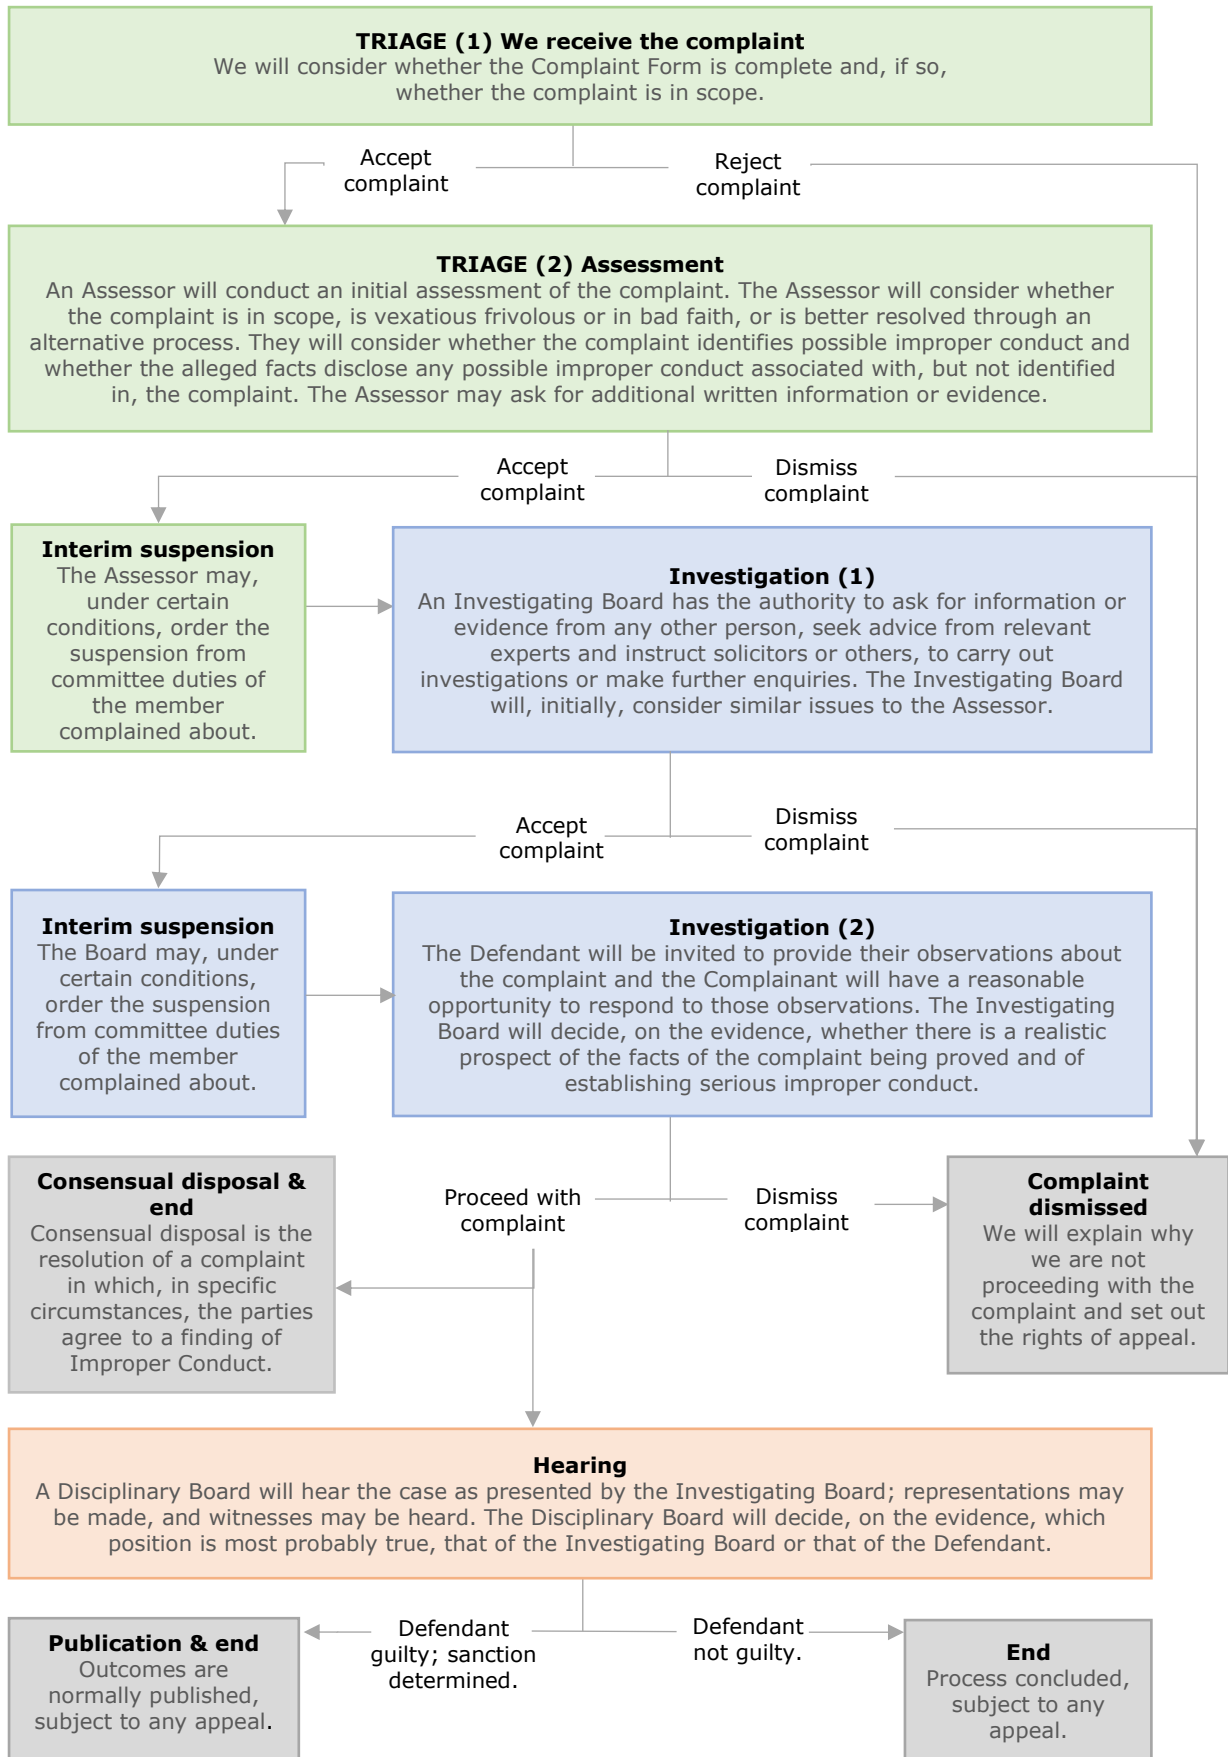 TRIAGE (1) We receive the complaint
We will consider whether the Complaint Form is complete and, if so,
whether the complaint is in scope.
Accept
complaint
Reject
complaint
TRIAGE (2) Assessment
An Assessor will conduct an initial assessment of the complaint. The Assessor will consider whether
the complaint is in scope, is vexatious frivolous or in bad faith, or is better resolved through an
alternative process. They will consider whether the complaint identifies possible improper conduct and
whether the alleged facts disclose any possible improper conduct associated with, but not identified
in, the complaint. The Assessor may ask for additional written information or evidence.
Accept
complaint
Dismiss
complaint
Interim suspension
The Assessor may,
under certain
conditions, order the
suspension from
committee duties of
the member
complained about.
Investigation (1)
An Investigating Board has the authority to ask for information or
evidence from any other person, seek advice from relevant
experts and instruct solicitors or others, to carry out
investigations or make further enquiries. The Investigating Board
will, initially, consider similar issues to the Assessor.
Accept
complaint
Dismiss
complaint
Interim suspension
The Board may, under
certain conditions,
order the suspension
from committee duties
of the member
complained about.
Investigation (2)
The Defendant will be invited to provide their observations about
the complaint and the Complainant will have a reasonable
opportunity to respond to those observations. The Investigating
Board will decide, on the evidence, whether there is a realistic
prospect of the facts of the complaint being proved and of
establishing serious improper conduct.
Proceed with
complaint
Dismiss
complaint
Consensual disposal &
end
Consensual disposal is the
resolution of a complaint
in which, in specific
circumstances, the parties
agree to a finding of
Improper Conduct.
Complaint
dismissed
We will explain why
we are not
proceeding with the
complaint and set out
the rights of appeal.
Hearing
A Disciplinary Board will hear the case as presented by the Investigating Board; representations may
be made, and witnesses may be heard. The Disciplinary Board will decide, on the evidence, which
position is most probably true, that of the Investigating Board or that of the Defendant.
Defendant
guilty; sanction
determined.
Defendant
not guilty.
Publication & end
Outcomes are
normally published,
subject to any appeal.
End
Process concluded,
subject to any
appeal.